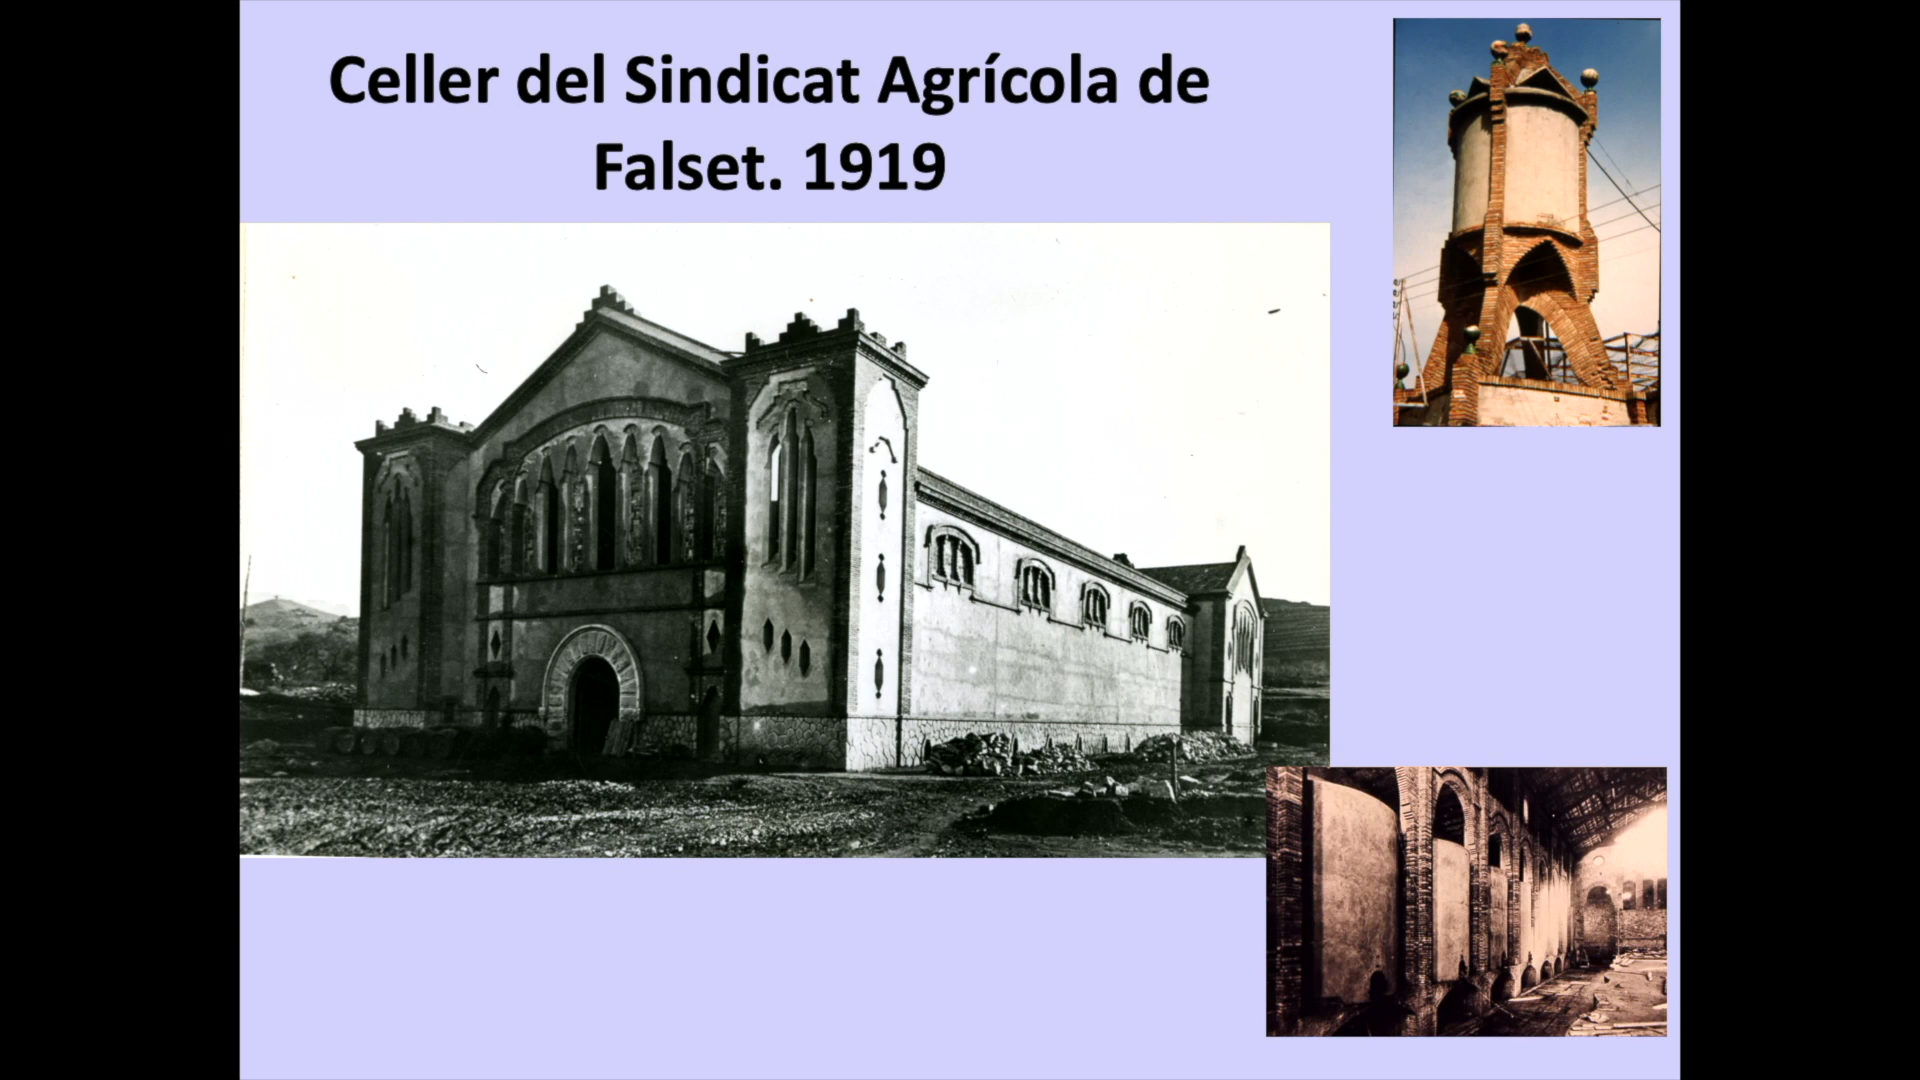 Celler del Sindicat Agrícola de
Falset. 1919